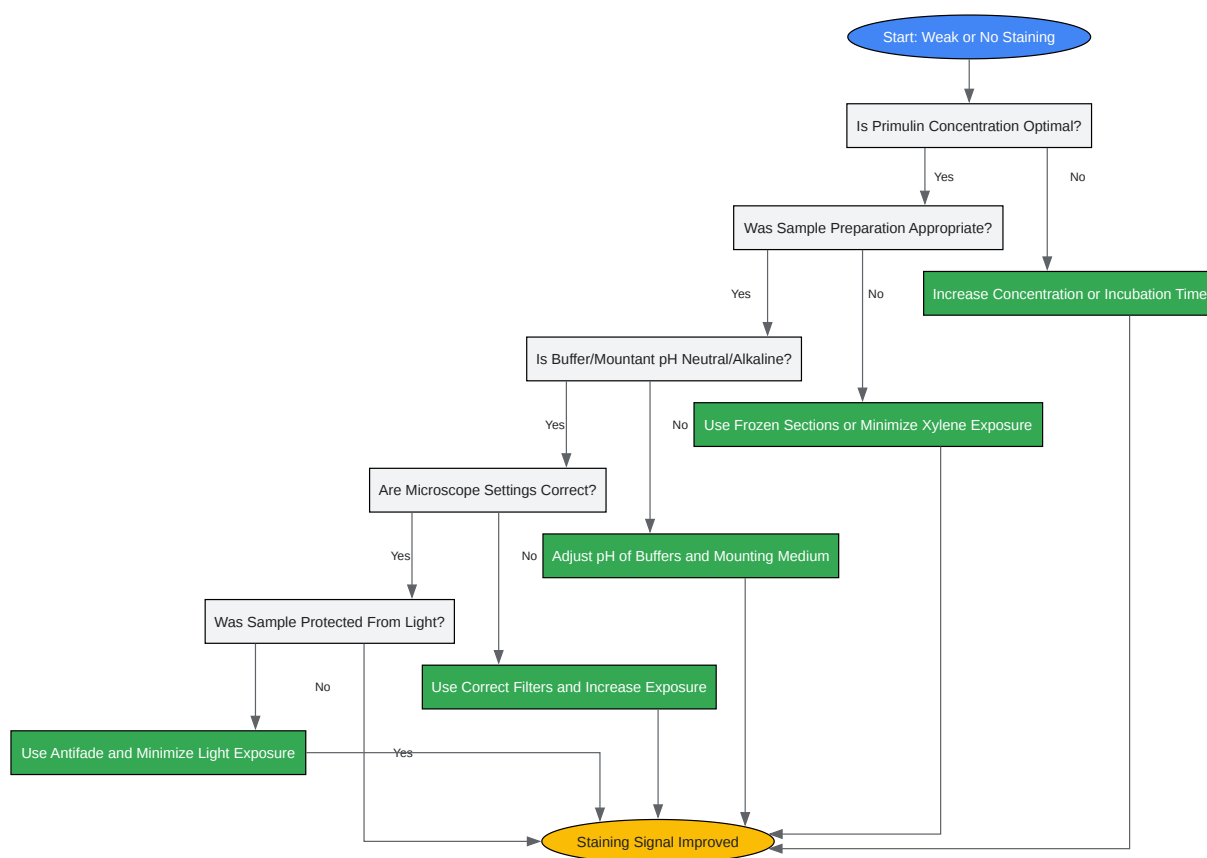 Start: Weak or No Staining
Is Primulin Concentration Optimal?
Yes
No
Was Sample Preparation Appropriate?
Yes
No
Increase Concentration or Incubation Time
Is Buffer/Mountant pH Neutral/Alkaline?
Yes
No
Use Frozen Sections or Minimize Xylene Exposure
Are Microscope Settings Correct?
Yes
No
Adjust pH of Buffers and Mounting Medium
Was Sample Protected From Light?
No
Use Correct Filters and Increase Exposure
Use Antifade and Minimize Light Exposure
Yes
Staining Signal Improved